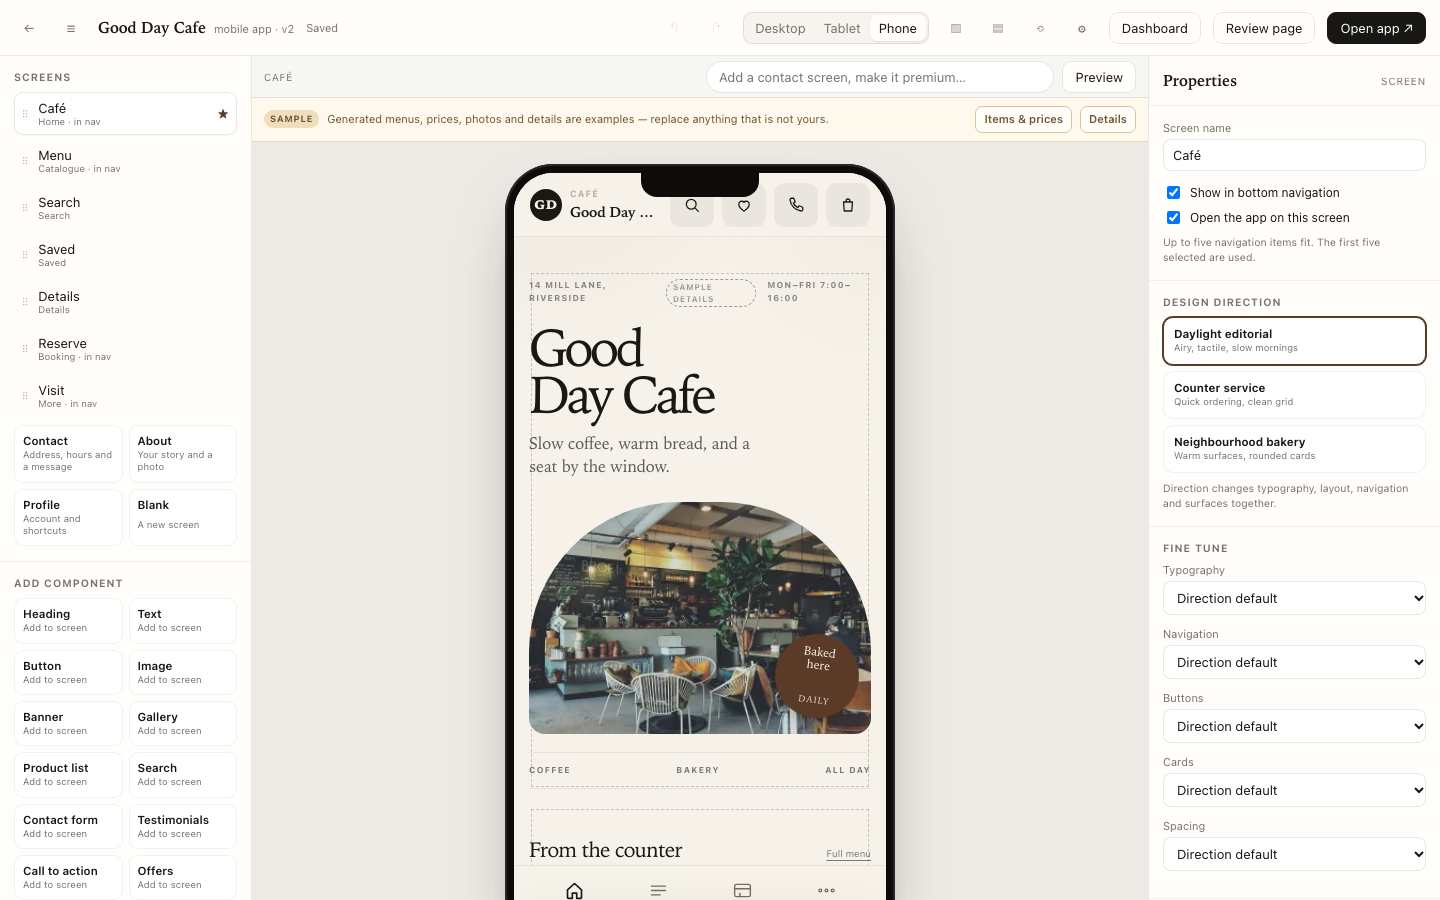 Good Day Cafe mobile app · v2 Saved
Desktop Tablet Phone
Dashboard
Review page
Open app ↗
SCREENS
Café
Home · in nav
Menu
Catalogue · in nav
Search
Search
Saved
Saved
Details
Details
Reserve
Booking · in nav
Visit
More · in nav
Contact
Address, hours and
a message
About
Your story and a
photo
Profile
Account and
shortcuts
Blank
A new screen
ADD COMPONENT
Heading
Add to screen
Text
Add to screen
Button
Add to screen
Image
Add to screen
Banner
Add to screen
Gallery
Add to screen
Product list
Add to screen
Search
Add to screen
Contact form
Add to screen
Testimonials
Add to screen
Call to action
Add to screen
Offers
Add to screen
CAFÉ
Add a contact screen, make it premium...
Preview
SAMPLE Generated menus, prices, photos and details are examples — replace anything that is not yours.
Items & prices
Details
GD
CAFÉ
Good Day ...
14 MILL LANE,
RIVERSIDE
SAMPLE
DETAILS
MON–FRI 7:00–
16:00
Good
Day Cafe
Slow coffee, warm bread, and a
seat by the window.
Baked
here
DAILY
COFFEE BAKERY ALL DAY
From the counter
Full menu
Properties
SCREEN
Screen name
Café
Show in bottom navigation
Open the app on this screen
Up to five navigation items fit. The first five
selected are used.
DESIGN DIRECTION
Daylight editorial
Airy, tactile, slow mornings
Counter service
Quick ordering, clean grid
Neighbourhood bakery
Warm surfaces, rounded cards
Direction changes typography, layout, navigation
and surfaces together.
FINE TUNE
Typography
Direction default
Navigation
Direction default
Buttons
Direction default
Cards
Direction default
Spacing
Direction default